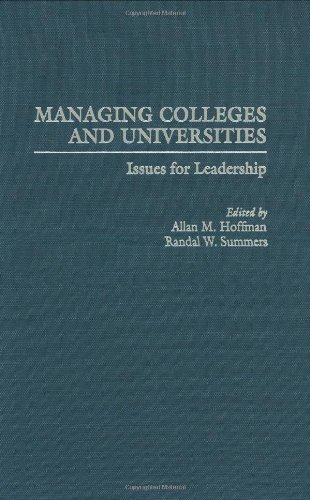 MANAGING COLLEGES
AND UNIVERSITIES
Issues for Leadership
Edited by
Allan M. Hoffman
Randal W. Summers